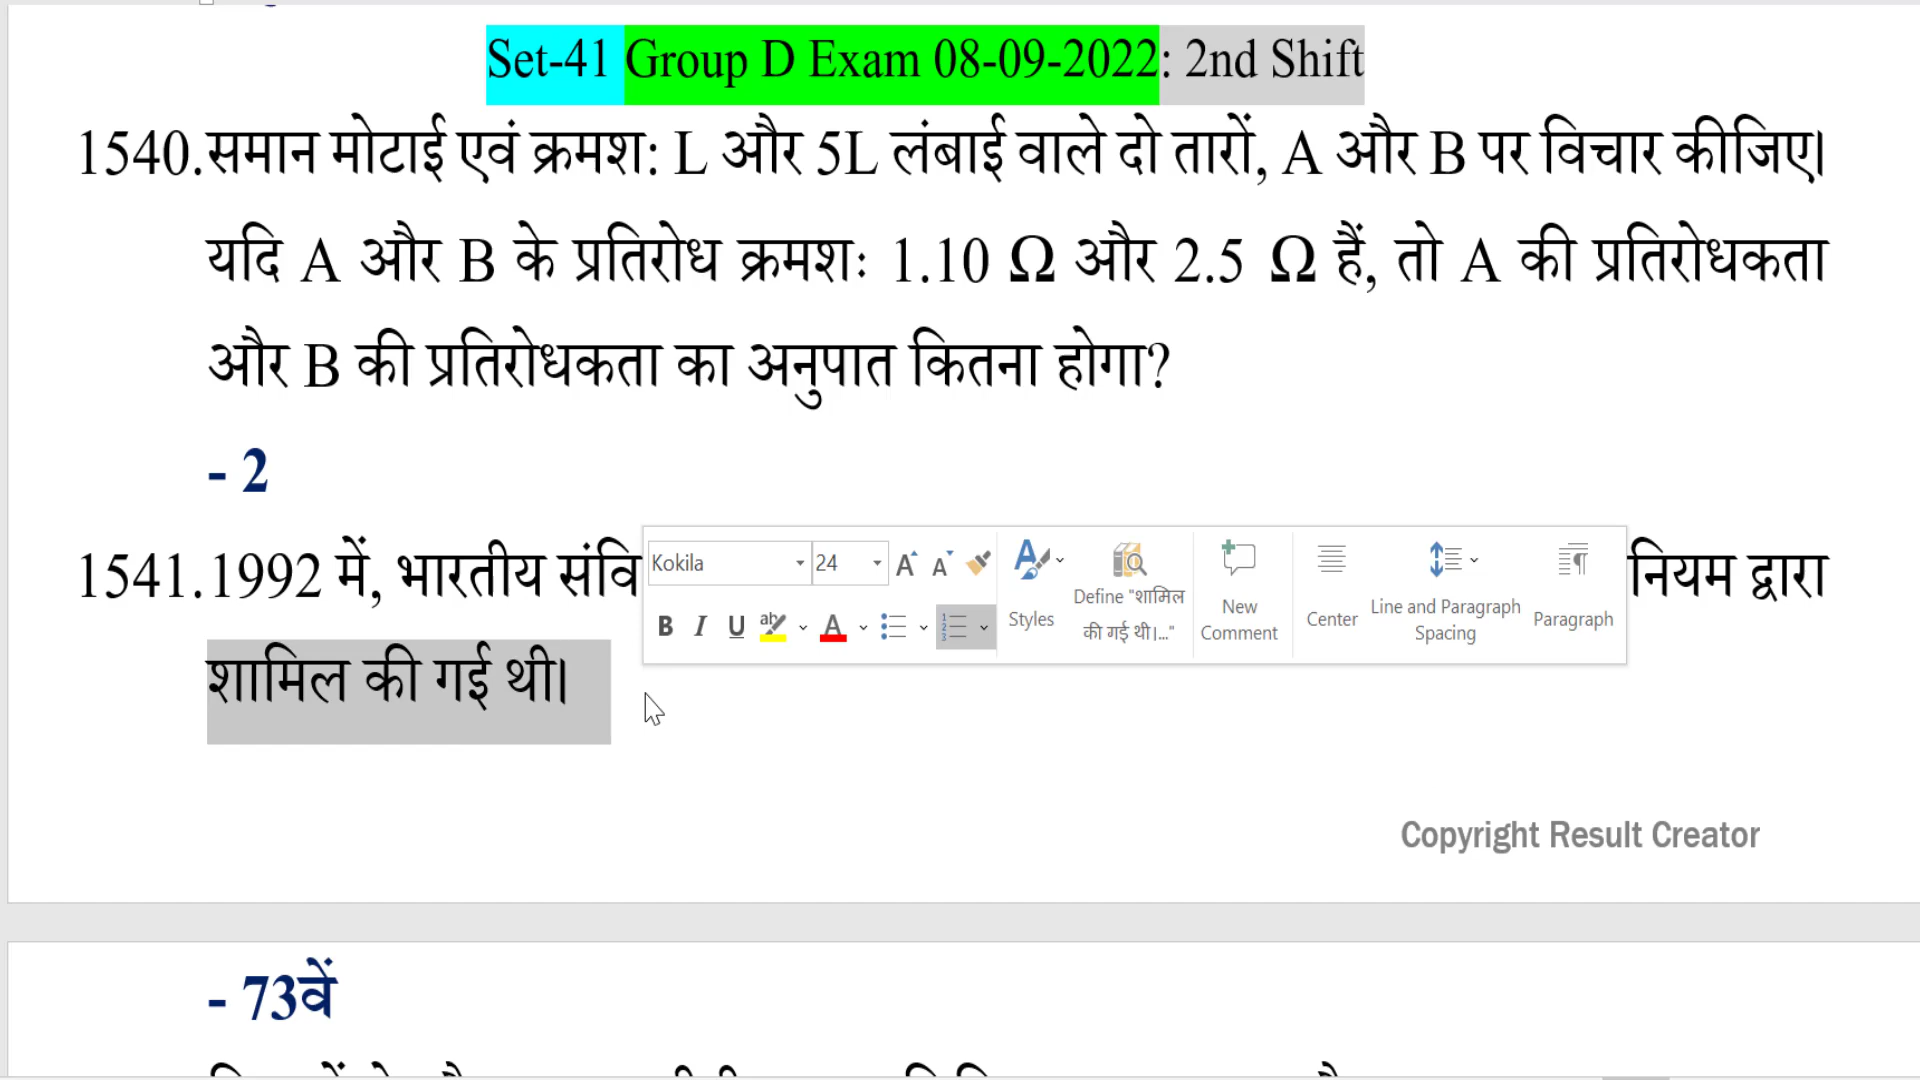 Set-41 Group D Exam 08-09-2022: 2nd Shift
1540.समान मोटाई एवं क्रमश: L और 5L लंबाई वाले दो तारों, A और B पर विचार कीजिए।
यदि A और B के प्रतिरोध क्रमशः 1.10 Ω और 2.5 Ω हैं, तो A की प्रतिरोधकता
और B की प्रतिरोधकता का अनुपात कितना होगा?
- 2
1541.1992 में, भारतीय संवि
नियम द्वारा
Kokila 24
Styles
Define "शामिल
की गई थी।..."
New
Comment
Center
Line and Paragraph
Spacing
Paragraph
B I U
शामिल की गई थी।
Copyright Result Creator
- 73वें